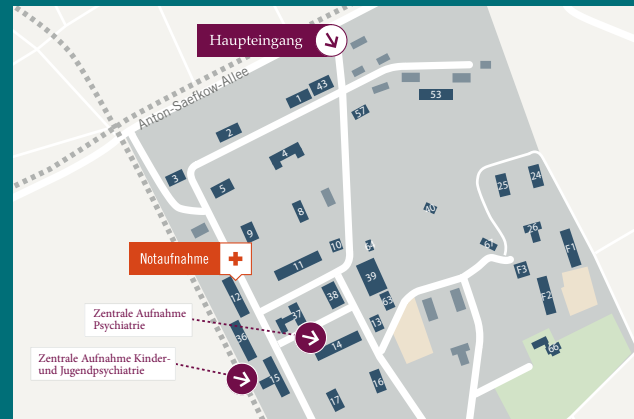 Haupteingang
Anton-Saefkow-Allee
1
43
53
57
2
4
3
5
25
24
8
9
10
26
F1
Notaufnahme
11
39
F3
12
38
63
F2
37
Zentrale Aufnahme
Psychiatrie
13
36
14
66
Zentrale Aufnahme Kinder-
und Jugendpsychiatrie
15
16
17